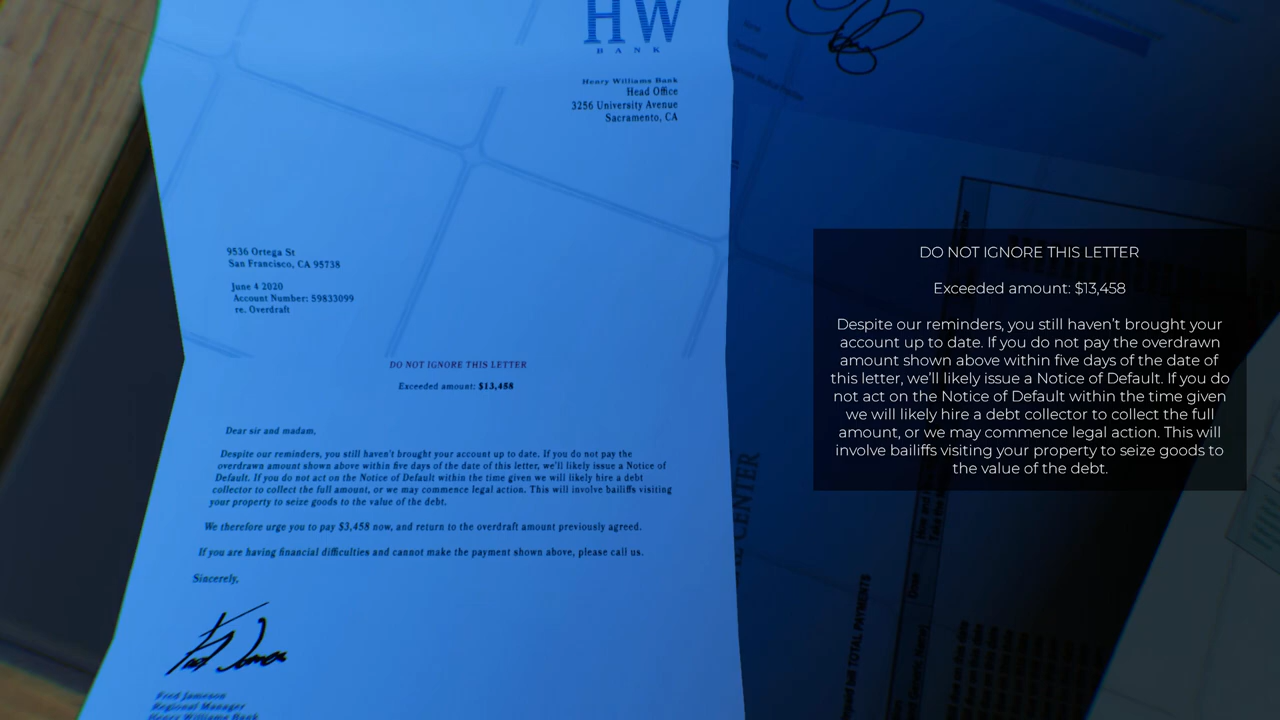 HW
BANK
Henry Williams Bank
Head Office
3256 University Avenue
Sacramento, CA
9536 Ortega St
San Francisco, CA 95738
June 4 2020
Account Number: 59833099
re. Overdraft
DO NOT IGNORE THIS LETTER
Exceeded amount: $13,458
Dear sir and madam,
Despite our reminders, you still haven't brought your account up to date. If you do not pay the
overdrawn amount shown above within five days of the date of this letter, we'll likely issue a Notice of
Default. If you do not act on the Notice of Default within the time given we will likely hire a debt
collector to collect the full amount, or we may commence legal action. This will involve bailiffs visiting
your property to seize goods to the value of the debt.
We therefore urge you to pay $3,458 now, and return to the overdraft amount previously agreed.
If you are having financial difficulties and cannot make the payment shown above, please call us.
Sincerely,
Fred Jameson
Regional Manager
Henry Williams Bank
DO NOT IGNORE THIS LETTER
Exceeded amount: $13,458
Despite our reminders, you still haven't brought your
account up to date. If you do not pay the overdrawn
amount shown above within five days of the date of
this letter, we'll likely issue a Notice of Default. If you do
not act on the Notice of Default within the time given
we will likely hire a debt collector to collect the full
amount, or we may commence legal action. This will
involve bailiffs visiting your property to seize goods to
the value of the debt.
CENTER
bill TOTAL PAYMENTS
Dose